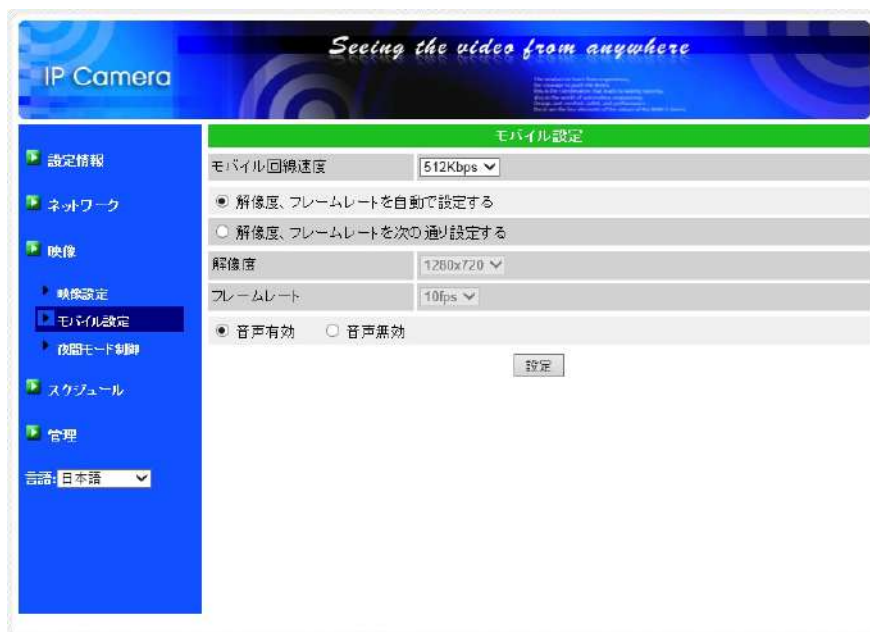 Seeing the video from anywhere
IP Camera
モバイル設定
設定情報
ネットワーク
映像
映像設定
モバイル設定
夜間モード制御
スケジュール
管理
言語:日本語
モバイル回線速度 512Kbps
解像度、フレームレートを自動で設定する
解像度、フレームレートを次の通り設定する
解像度 1280x720
フレームレート 10fps
音声有効 音声無効
設定